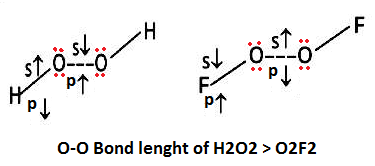 H
S↓
S↑ O---O
H P↑
P↓
F
S↑
S↓ O---O
F P↓
P↑
O-O Bond lenght of H2O2 > O2F2